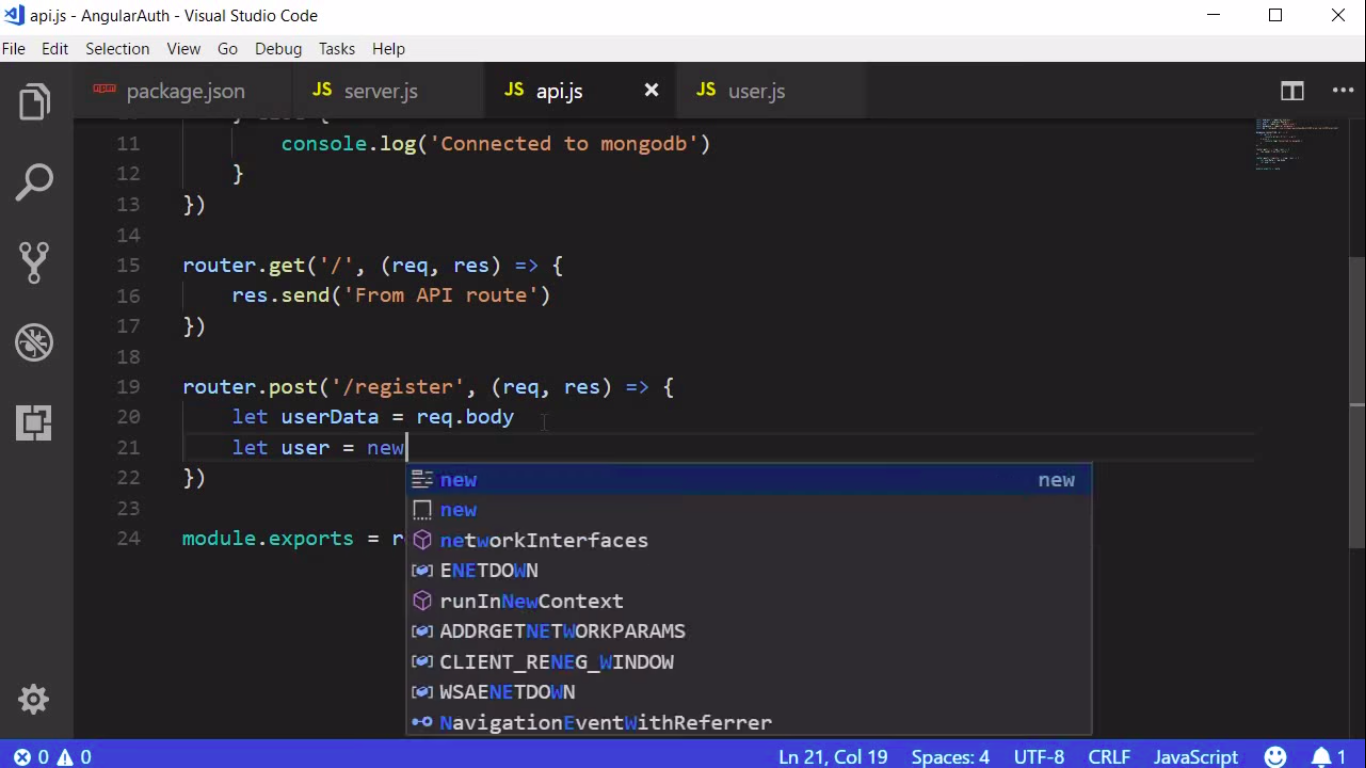 api.js - AngularAuth - Visual Studio Code
File Edit Selection View Go Debug Tasks Help
npm package.json JS server.js JS api.js JS user.js
11 console.log('Connected to mongodb')
12 }
13 })
14
15 router.get('/', (req, res) => {
16 res.send('From API route')
17 })
18
19 router.post('/register', (req, res) => {
20 let userData = req.body
21 let user = new
22 })
23
24 module.exports = r
new new
new
networkInterfaces
ENETDOWN
runInNewContext
ADDRGETNETWORKPARAMS
CLIENT_RENEG_WINDOW
WSAENETDOWN
NavigationEventWithReferrer
0 0 Ln 21, Col 19 Spaces: 4 UTF-8 CRLF JavaScript 1